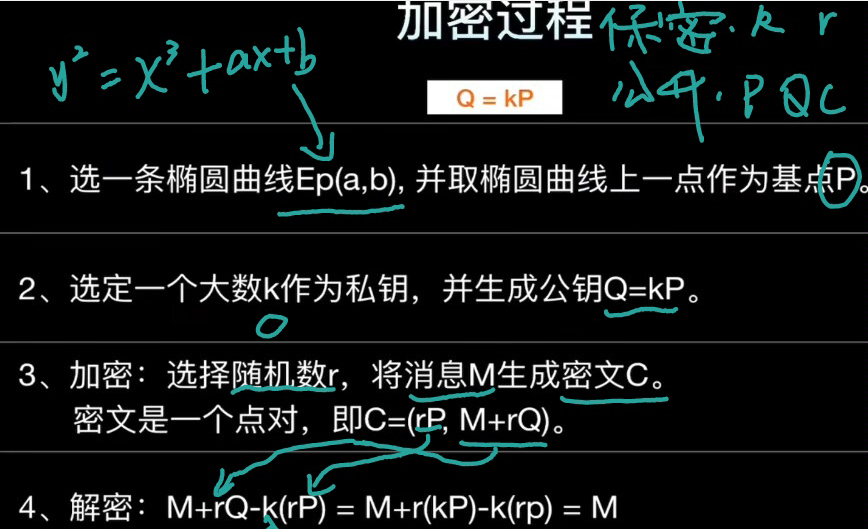 加密过程
保密. k r
y²=x³+ax+b
Q = kP
公开. P Q C
1、选一条椭圆曲线Ep(a,b), 并取椭圆曲线上一点作为基点P。
2、选定一个大数k作为私钥，并生成公钥Q=kP。
3、加密：选择随机数r，将消息M生成密文C。
密文是一个点对，即C=(rP, M+rQ)。
4、解密：M+rQ-k(rP) = M+r(kP)-k(rp) = M